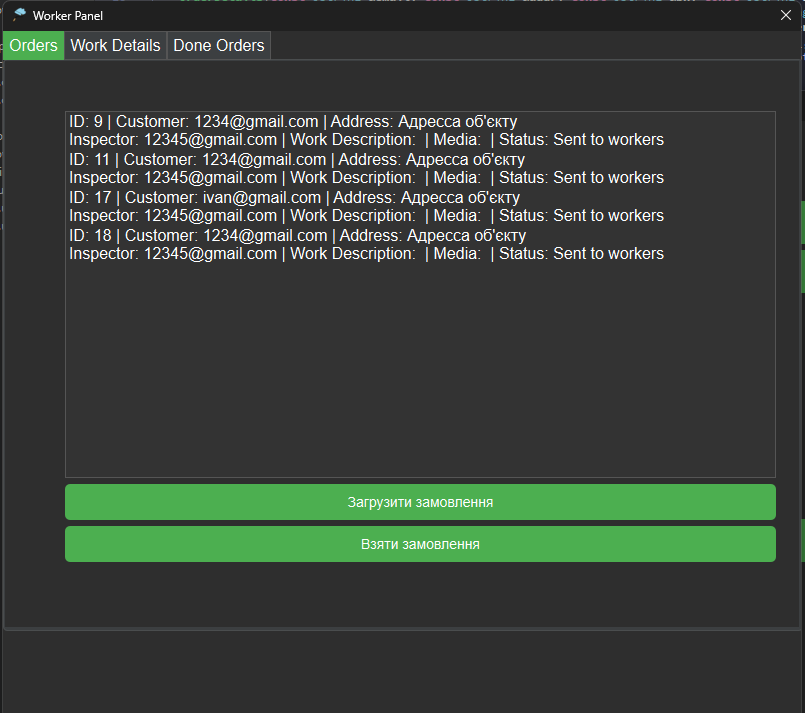 Worker Panel
Orders Work Details Done Orders
ID: 9 | Customer: 1234@gmail.com | Address: Адресса об'єкту
Inspector: 12345@gmail.com | Work Description:  | Media:  | Status: Sent to workers
ID: 11 | Customer: 1234@gmail.com | Address: Адресса об'єкту
Inspector: 12345@gmail.com | Work Description:  | Media:  | Status: Sent to workers
ID: 17 | Customer: ivan@gmail.com | Address: Адресса об'єкту
Inspector: 12345@gmail.com | Work Description:  | Media:  | Status: Sent to workers
ID: 18 | Customer: 1234@gmail.com | Address: Адресса об'єкту
Inspector: 12345@gmail.com | Work Description:  | Media:  | Status: Sent to workers
Загрузити замовлення
Взяти замовлення